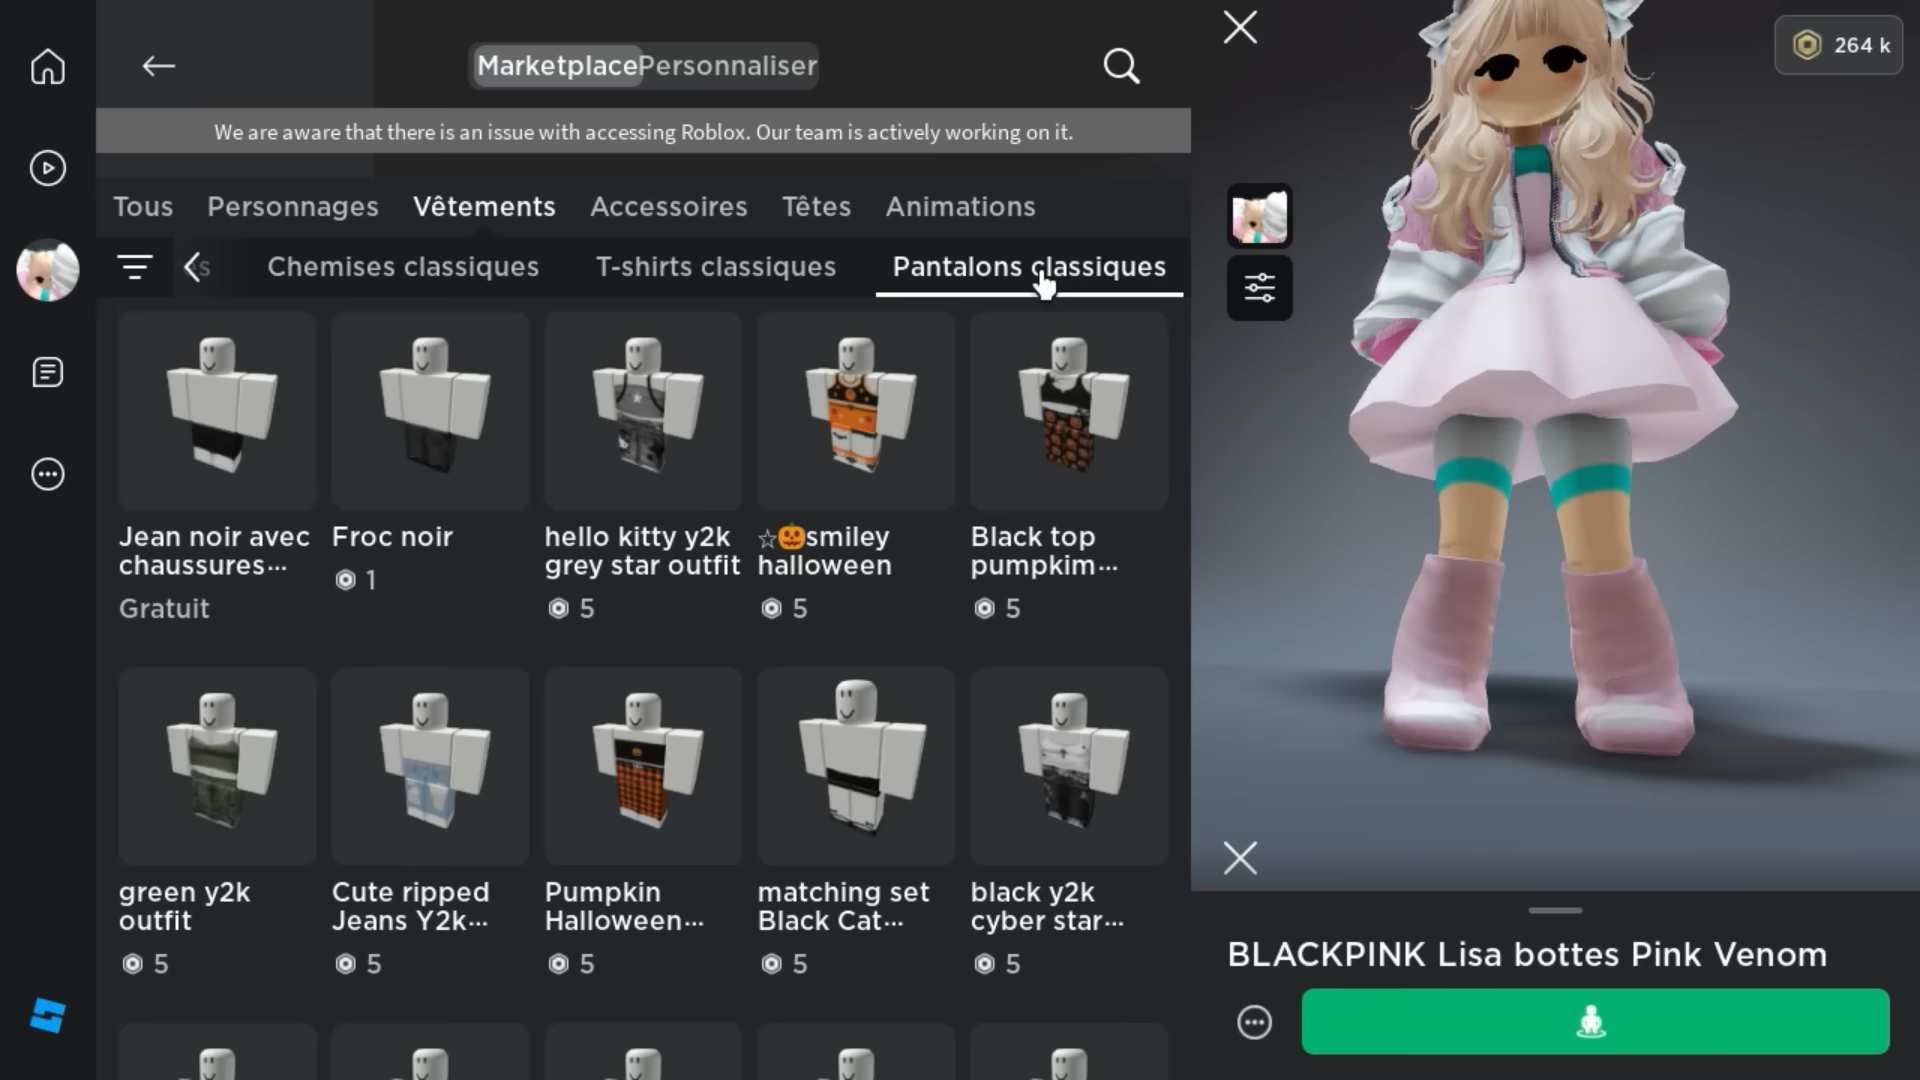 Marketplace Personnaliser
264 k
We are aware that there is an issue with accessing Roblox. Our team is actively working on it.
Tous Personnages Vêtements Accessoires Têtes Animations
s Chemises classiques T-shirts classiques Pantalons classiques
Jean noir avec
chaussures...
Gratuit
Froc noir
1
hello kitty y2k
grey star outfit
5
☆🎃smiley
halloween
5
Black top
pumpkim...
5
green y2k
outfit
5
Cute ripped
Jeans Y2k...
5
Pumpkin
Halloween...
5
matching set
Black Cat...
5
black y2k
cyber star...
5
BLACKPINK Lisa bottes Pink Venom